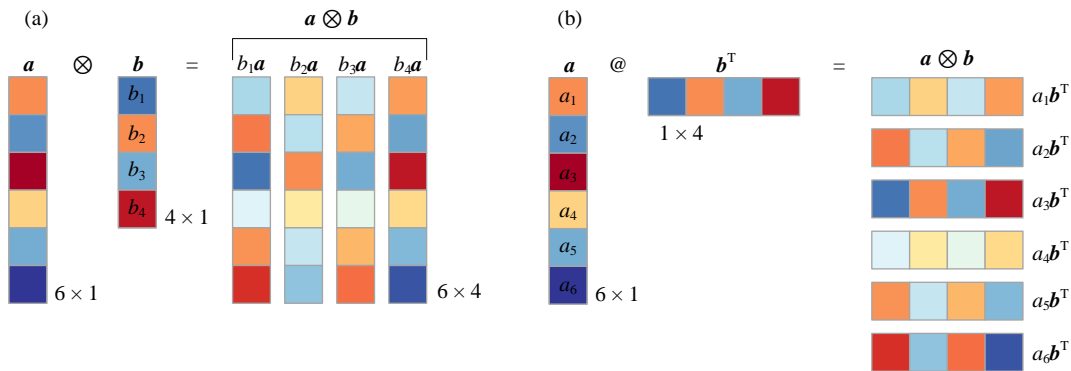 (a)
a ⊗ b
a ⊗ b = b₁a b₂a b₃a b₄a
b₁
b₂
b₃
b₄
4 × 1
6 × 1
6 × 4
(b)
a @ bᵀ = a ⊗ b
a₁
a₂
a₃
a₄
a₅
a₆
6 × 1
1 × 4
a₁bᵀ
a₂bᵀ
a₃bᵀ
a₄bᵀ
a₅bᵀ
a₆bᵀ